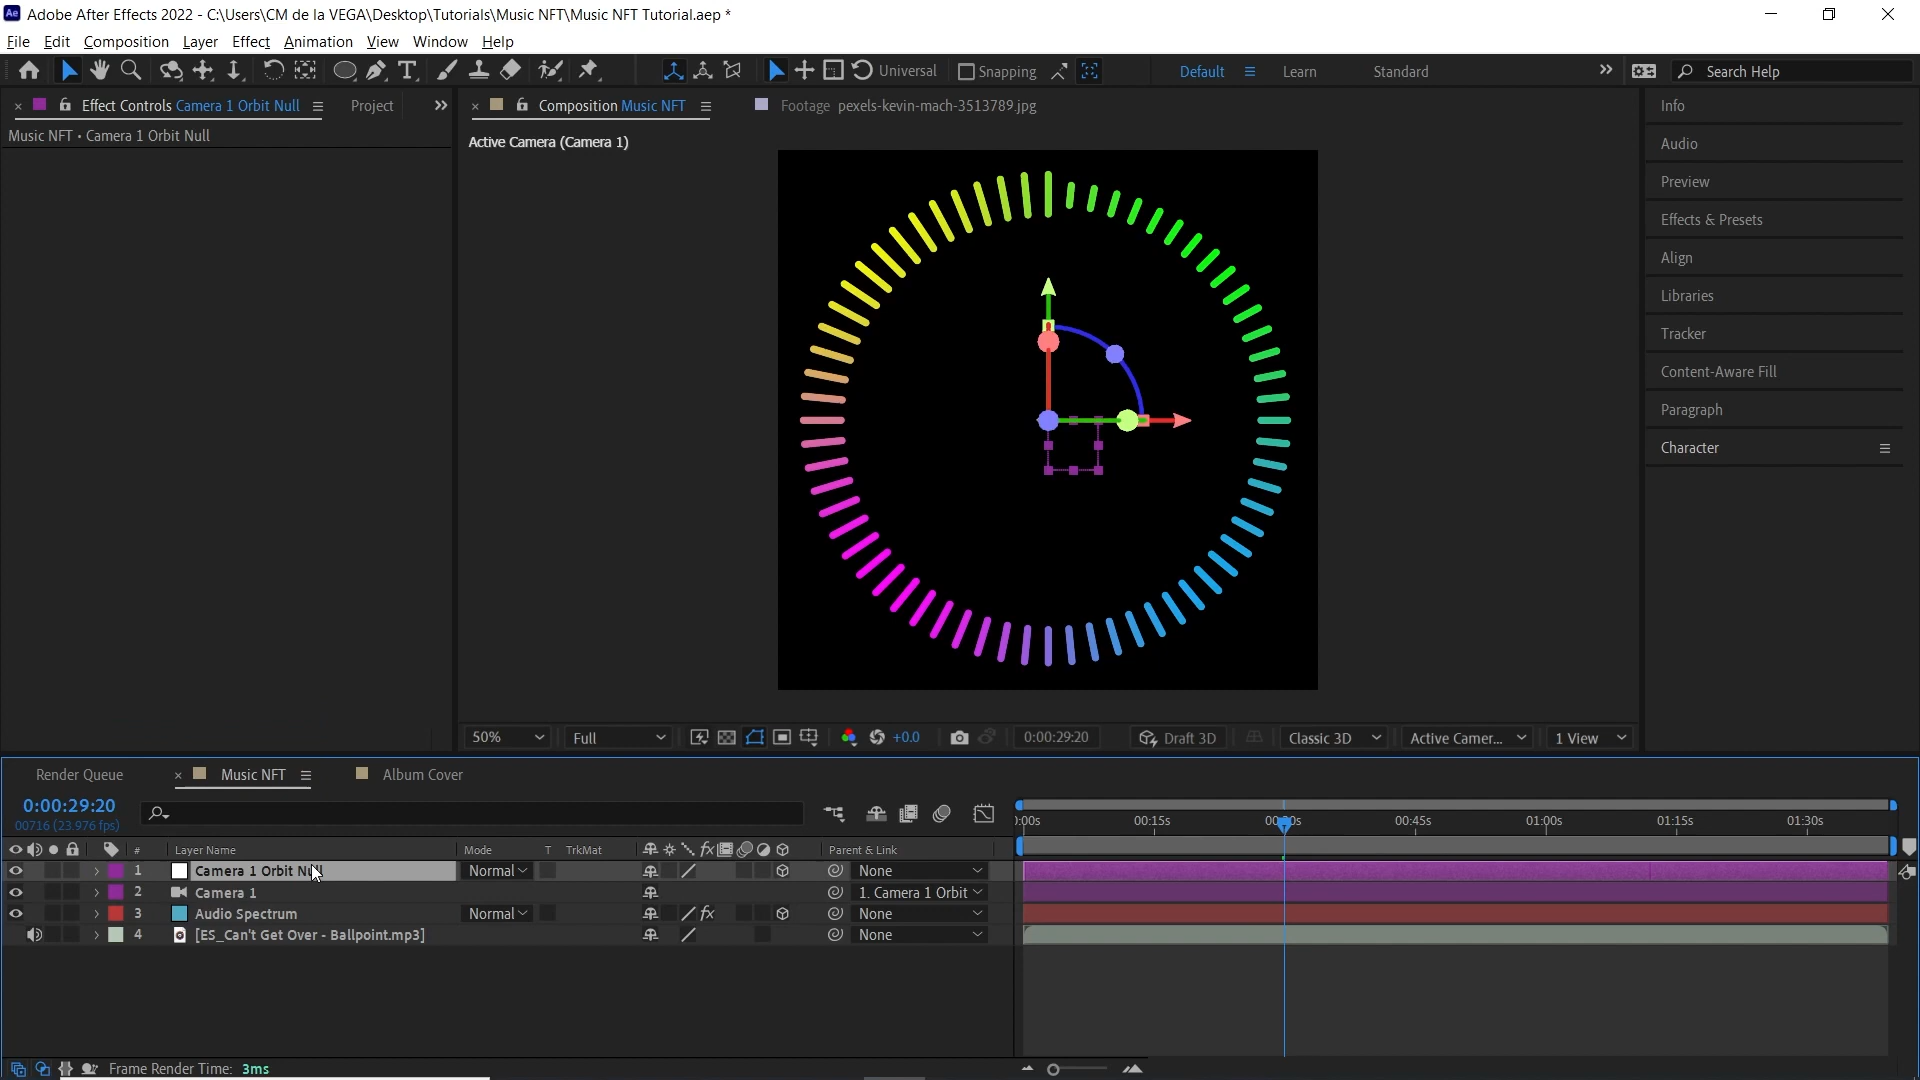 Ae Adobe After Effects 2022 - C:\Users\CM de la VEGA\Desktop\Tutorials\Music NFT\Music NFT Tutorial.aep *
File Edit Composition Layer Effect Animation View Window Help
Universal Snapping Default Learn Standard Search Help
Effect Controls Camera 1 Orbit Null Project
Composition Music NFT Footage pexels-kevin-mach-3513789.jpg
Info
Music NFT • Camera 1 Orbit Null
Active Camera (Camera 1)
Audio
Preview
Effects & Presets
Align
Libraries
Tracker
Content-Aware Fill
Paragraph
Character
50% Full +0.0 0:00:29:20 Draft 3D Classic 3D Active Camer... 1 View
Render Queue Music NFT Album Cover
0:00:29:20
00716 (23.976 fps)
):00s 00:15s 00:30s 00:45s 01:00s 01:15s 01:30s
# Layer Name Mode T TrkMat fx Parent & Link
1 Camera 1 Orbit Null Normal None
2 Camera 1 1. Camera 1 Orbit
3 Audio Spectrum Normal fx None
4 [ES_Can't Get Over - Ballpoint.mp3] None
Frame Render Time: 3ms